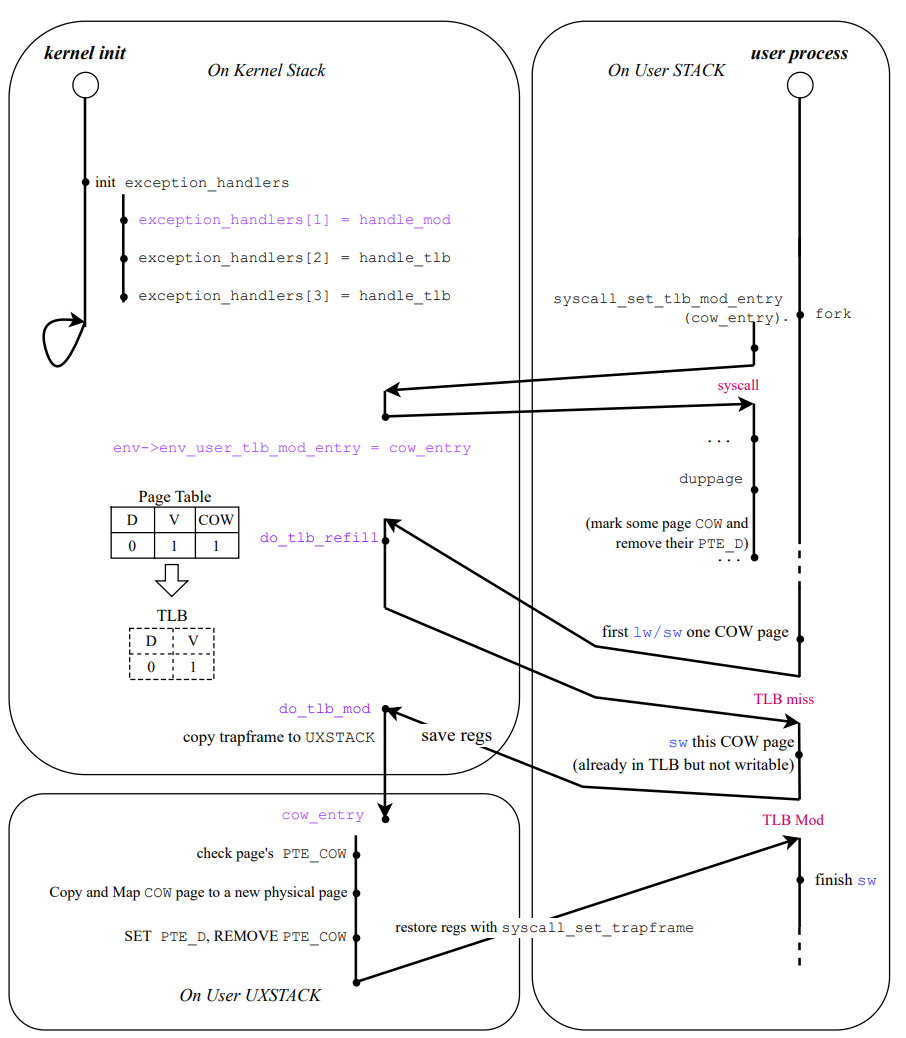 kernel init
On Kernel Stack
init exception_handlers
exception_handlers[1] = handle_mod
exception_handlers[2] = handle_tlb
exception_handlers[3] = handle_tlb
env->env_user_tlb_mod_entry = cow_entry
Page Table
D V COW
0 1 1
do_tlb_refill
TLB
D V
0 1
do_tlb_mod
copy trapframe to UXSTACK
save regs
cow_entry
check page's PTE_COW
Copy and Map COW page to a new physical page
SET PTE_D, REMOVE PTE_COW
restore regs with syscall_set_trapframe
On User UXSTACK
user process
On User STACK
syscall_set_tlb_mod_entry
(cow_entry).
fork
syscall
...
duppage
(mark some page COW and
remove their PTE_D)
...
first lw/sw one COW page
TLB miss
sw this COW page
(already in TLB but not writable)
TLB Mod
finish sw